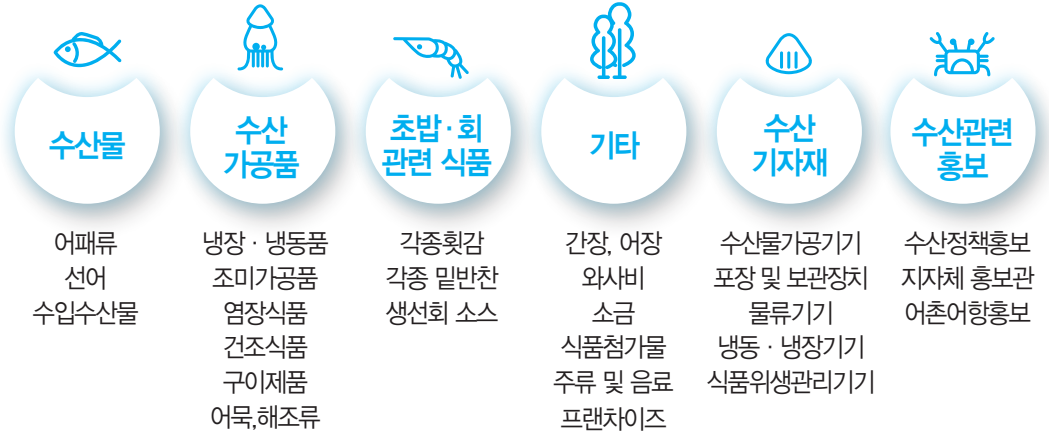 수산물
어패류
선어
수입수산물
수산
가공품
냉장 · 냉동품
조미가공품
염장식품
건조식품
구이제품
어묵,해조류
초밥 · 회
관련 식품
각종횟감
각종 밑반찬
생선회 소스
기타
간장, 어장
와사비
소금
식품첨가물
주류 및 음료
프랜차이즈
수산
기자재
수산물가공기기
포장 및 보관장치
물류기기
냉동 · 냉장기기
식품위생관리기기
수산관련
홍보
수산정책홍보
지자체 홍보관
어촌어항홍보